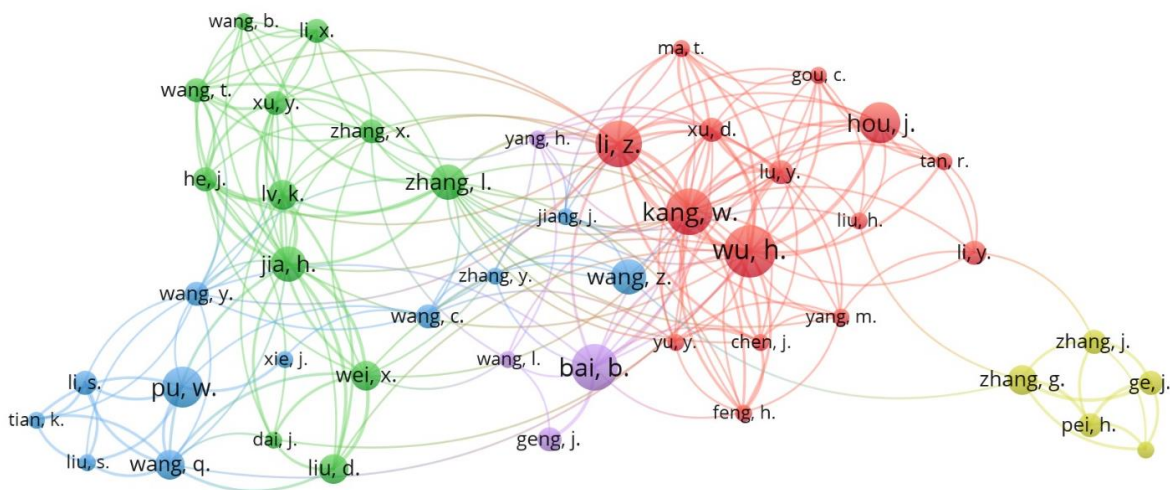 wang, b.
li, x.
ma, t.
gou, c.
wang, t.
xu, y.
zhang, x.
yang, h.
li, z.
xu, d.
hou, j.
tan, r.
he, j.
lv, k.
zhang, l.
lu, y.
jiang, j.
kang, w.
liu, h.
jia, h.
wu, h.
li, y.
wang, y.
zhang, y.
wang, z.
wang, c.
yang, m.
xie, j.
wang, l.
yu, y.
chen, j.
zhang, j.
li, s.
pu, w.
wei, x.
bai, b.
zhang, g.
ge, j.
tian, k.
feng, h.
pei, h.
dai, j.
geng, j.
liu, s.
wang, q.
liu, d.